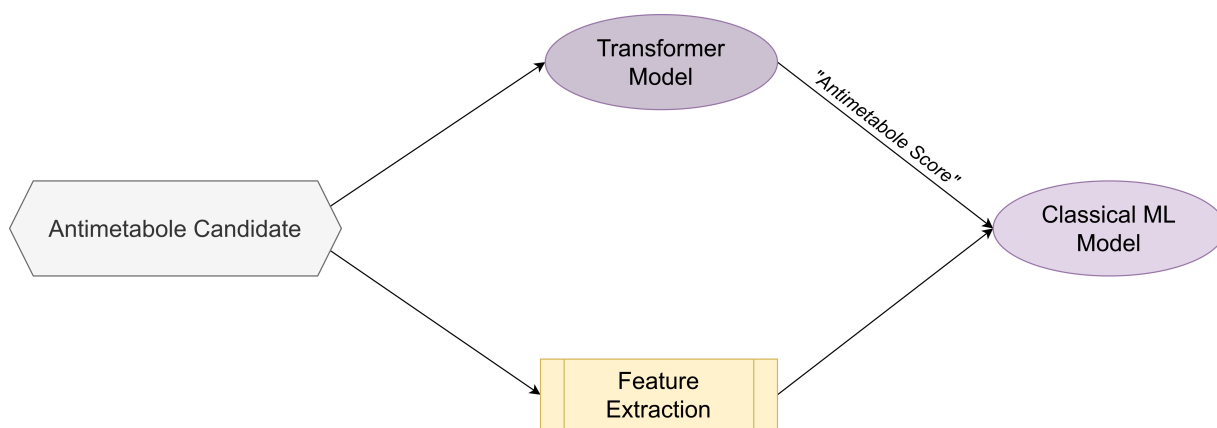 Transformer
Model
"Antimetabole Score"
Antimetabole Candidate
Classical ML
Model
Feature
Extraction